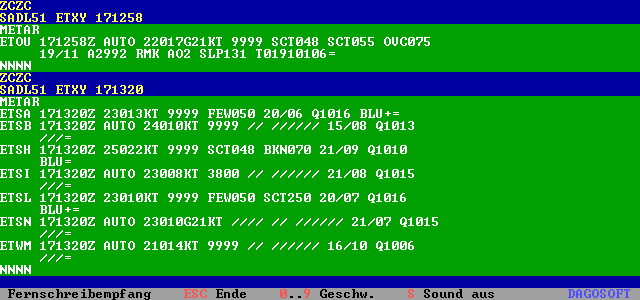 ZCZC
SADL51 ETXY 171258
METAR
ETOU 171258Z AUTO 22017G21KT 9999 SCT048 SCT055 OVC075
19/11 A2992 RMK AO2 SLP131 T01910106=
NNNN
ZCZC
SADL51 ETXY 171320
METAR
ETSA 171320Z 23013KT 9999 FEW050 20/06 Q1016 BLU+=
ETSB 171320Z AUTO 24010KT 9999 // ////// 15/08 Q1013
///=
ETSH 171320Z 25022KT 9999 SCT048 BKN070 21/09 Q1010
BLU=
ETSI 171320Z AUTO 23008KT 3800 // ////// 21/08 Q1015
///=
ETSL 171320Z 23010KT 9999 FEW050 SCT250 20/07 Q1016
BLU+=
ETSN 171320Z AUTO 23010G21KT //// // ////// 21/07 Q1015
///=
ETWM 171320Z AUTO 21014KT 9999 // ////// 16/10 Q1006
///=
NNNN
Fernschreibempfang ESC Ende 0..9 Geschw. S Sound aus DAGOSOFT